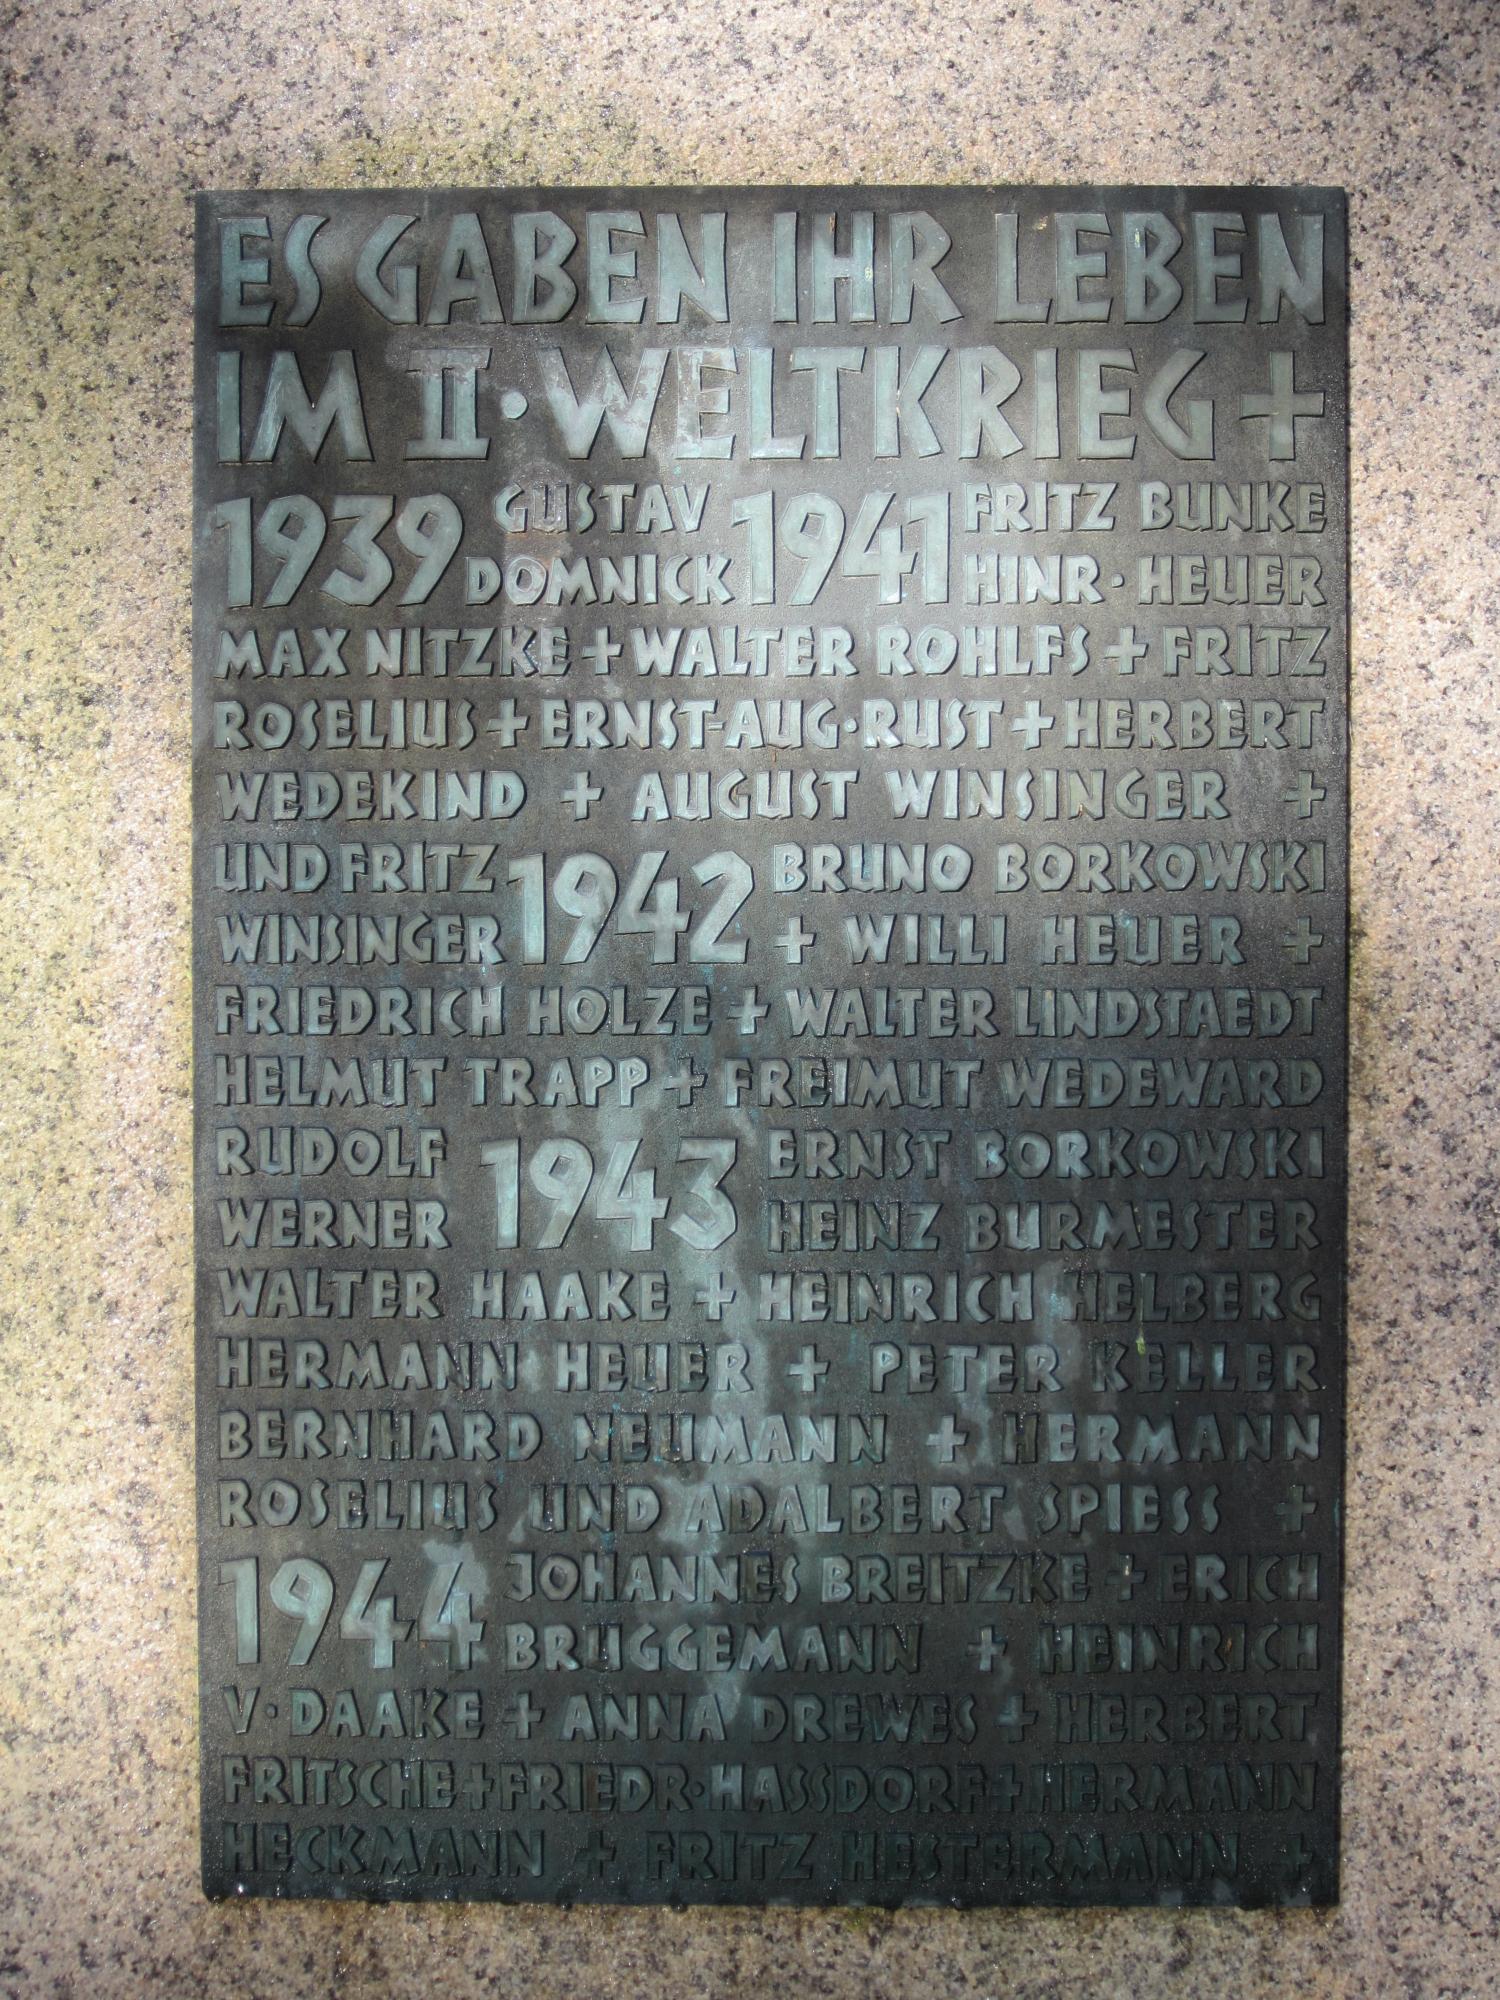 ES GABEN IHR LEBEN
IM II · WELTKRIEG +
1939 GUSTAV DOMNICK 1941 FRITZ BUNKE
HINR · HEUER
MAX NITZKE + WALTER ROHLFS + FRITZ
ROSELIUS + ERNST-AUG · RUST + HERBERT
WEDEKIND + AUGUST WINSINGER +
UND FRITZ
WINSINGER 1942 BRUNO BORKOWSKI
+ WILLI HEUER +
FRIEDRICH HOLZE + WALTER LINDSTAEDT
HELMUT TRAPP + FREIMUT WEDEWARD
RUDOLF
WERNER 1943 ERNST BORKOWSKI
HEINZ BURMESTER
WALTER HAAKE + HEINRICH HELBERG
HERMANN HEUER + PETER KELLER
BERNHARD NEUMANN + HERMANN
ROSELIUS UND ADALBERT SPIESS +
1944 JOHANNES BREITZKE + ERICH
BRUGGEMANN + HEINRICH
V · DAAKE + ANNA DREWES + HERBERT
FRITSCHE + FRIEDR · HASSDORF + HERMANN
HECKMANN + FRITZ HESTERMANN +